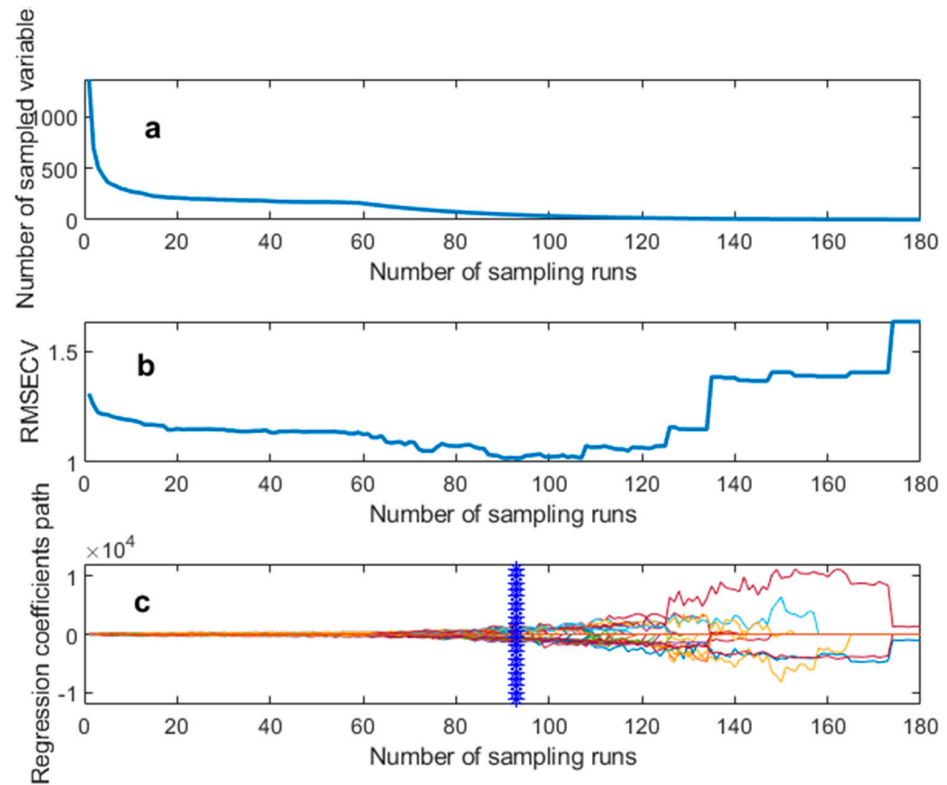 Number of sampled variable
1000
500
0
a
0 20 40 60 80 100 120 140 160 180
Number of sampling runs
RMSECV
1.5
1
b
0 20 40 60 80 100 120 140 160 180
Number of sampling runs
Regression coefficients path
×10⁴
1
0
-1
c
0 20 40 60 80 100 120 140 160 180
Number of sampling runs